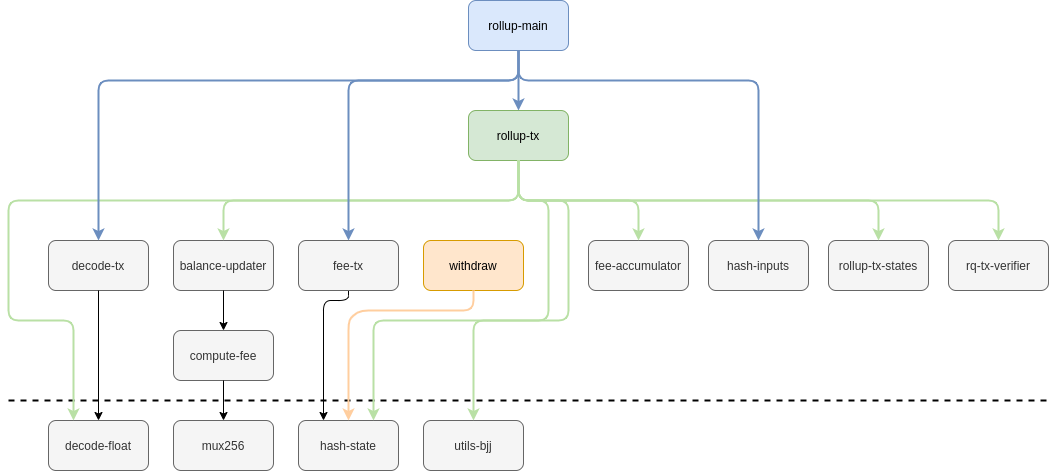 rollup-main
rollup-tx
decode-tx
balance-updater
fee-tx
withdraw
fee-accumulator
hash-inputs
rollup-tx-states
rq-tx-verifier
compute-fee
decode-float
mux256
hash-state
utils-bjj